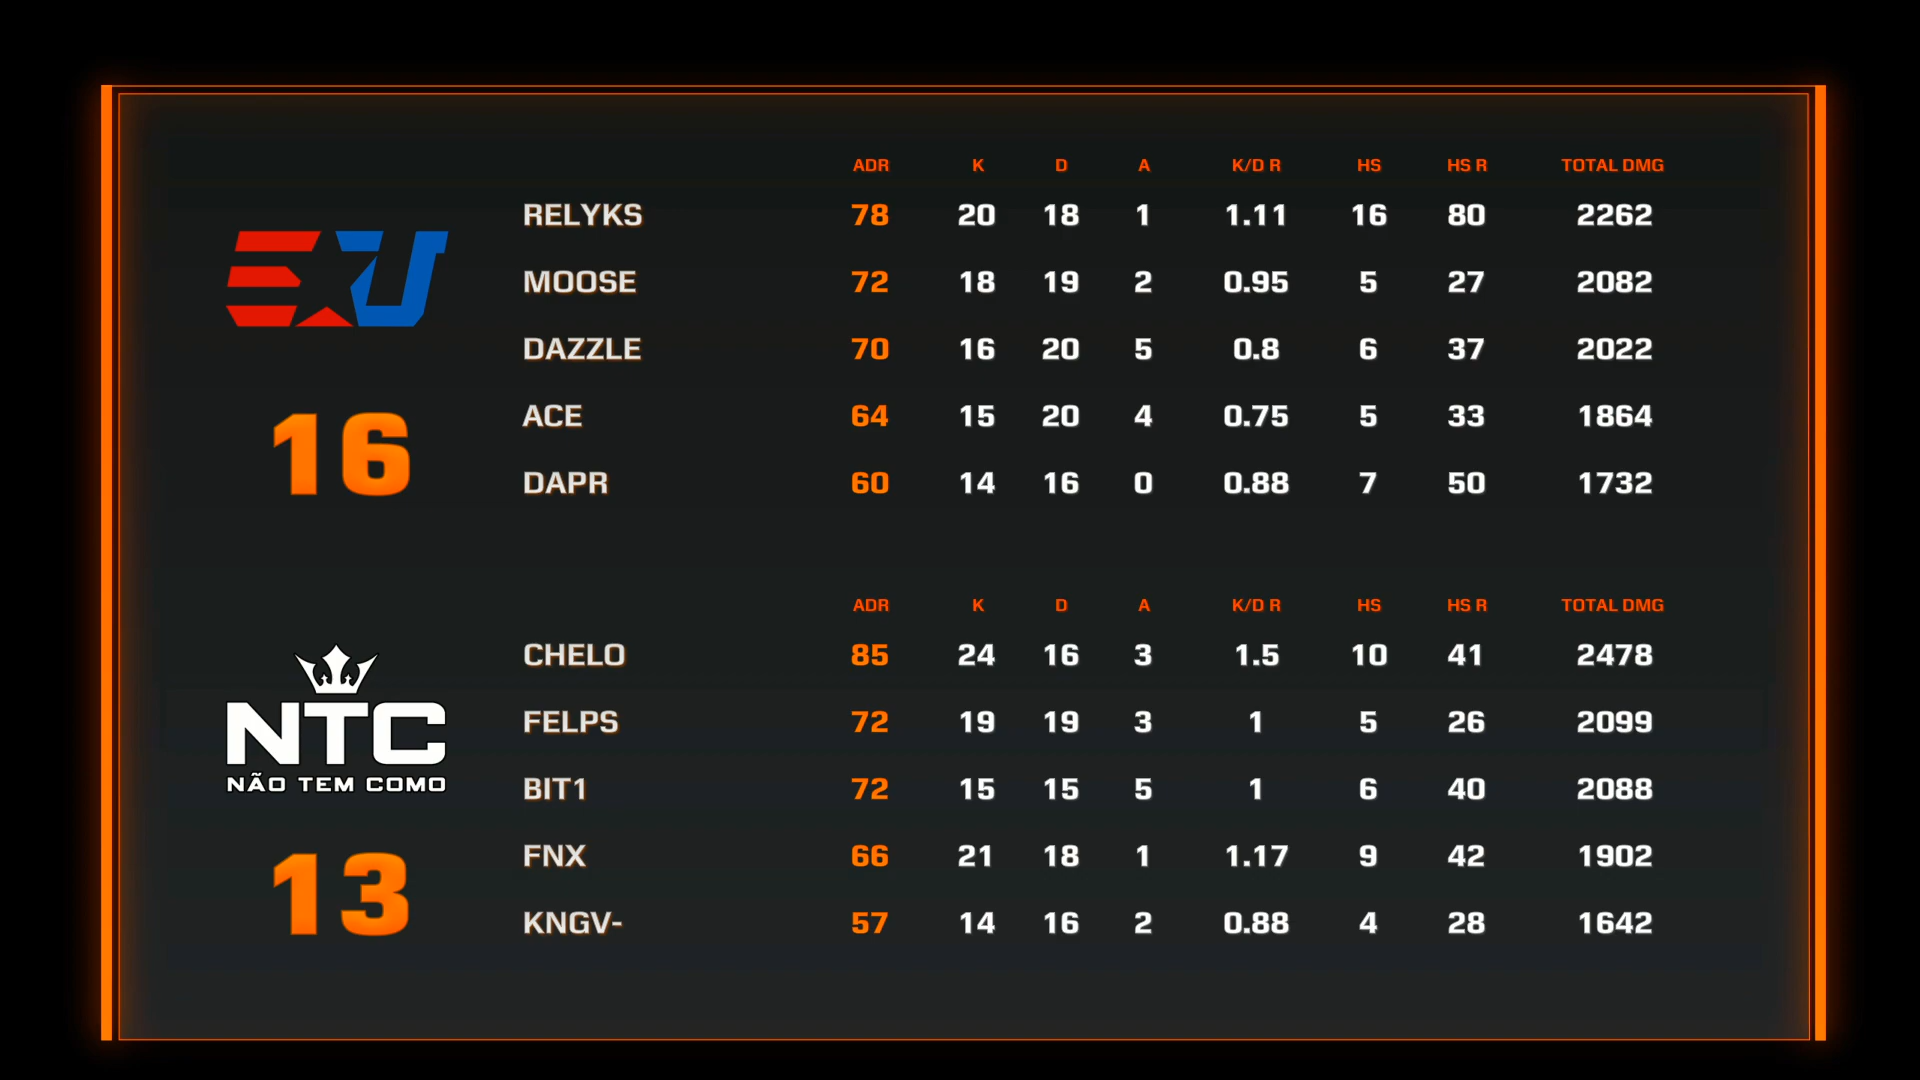 ADR K D A K/D R HS HS R TOTAL DMG
RELYKS 78 20 18 1 1.11 16 80 2262
MOOSE 72 18 19 2 0.95 5 27 2082
DAZZLE 70 16 20 5 0.8 6 37 2022
ACE 64 15 20 4 0.75 5 33 1864
DAPR 60 14 16 0 0.88 7 50 1732
EU
16
ADR K D A K/D R HS HS R TOTAL DMG
CHELO 85 24 16 3 1.5 10 41 2478
FELPS 72 19 19 3 1 5 26 2099
BIT1 72 15 15 5 1 6 40 2088
FNX 66 21 18 1 1.17 9 42 1902
KNGV- 57 14 16 2 0.88 4 28 1642
NTC
NÃO TEM COMO
13